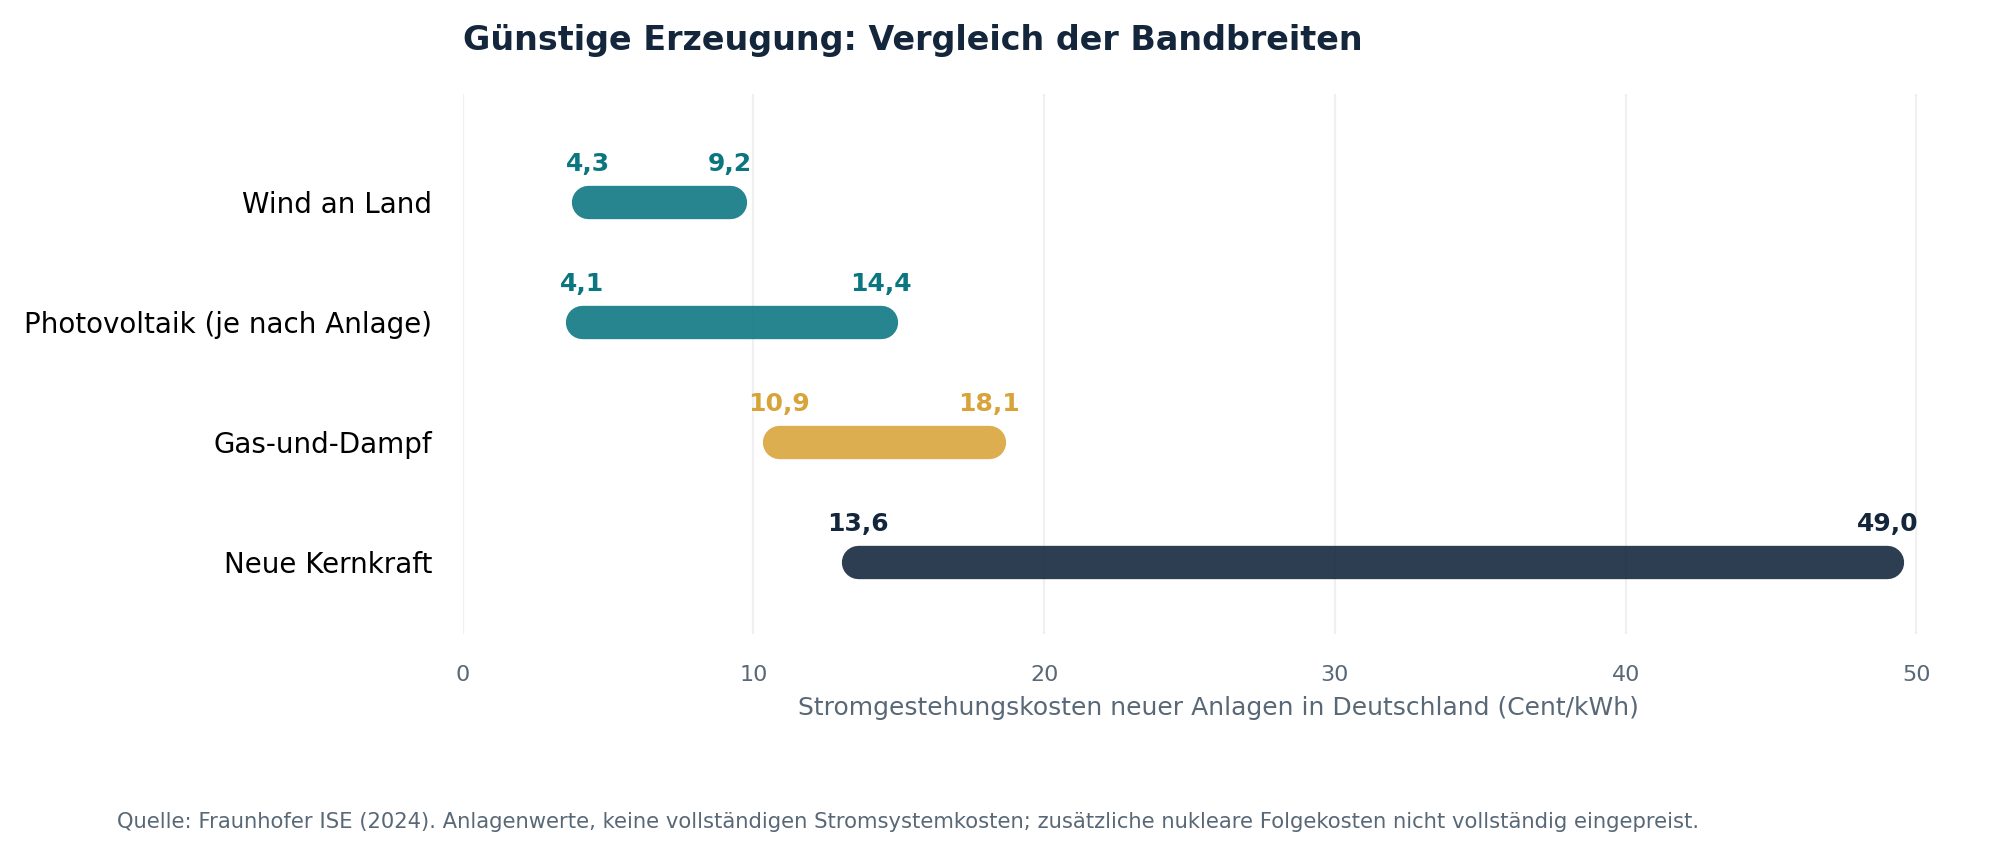 Günstige Erzeugung: Vergleich der Bandbreiten
4,3 9,2
Wind an Land
4,1 14,4
Photovoltaik (je nach Anlage)
10,9 18,1
Gas-und-Dampf
13,6 49,0
Neue Kernkraft
0 10 20 30 40 50
Stromgestehungskosten neuer Anlagen in Deutschland (Cent/kWh)
Quelle: Fraunhofer ISE (2024). Anlagenwerte, keine vollständigen Stromsystemkosten; zusätzliche nukleare Folgekosten nicht vollständig eingepreist.